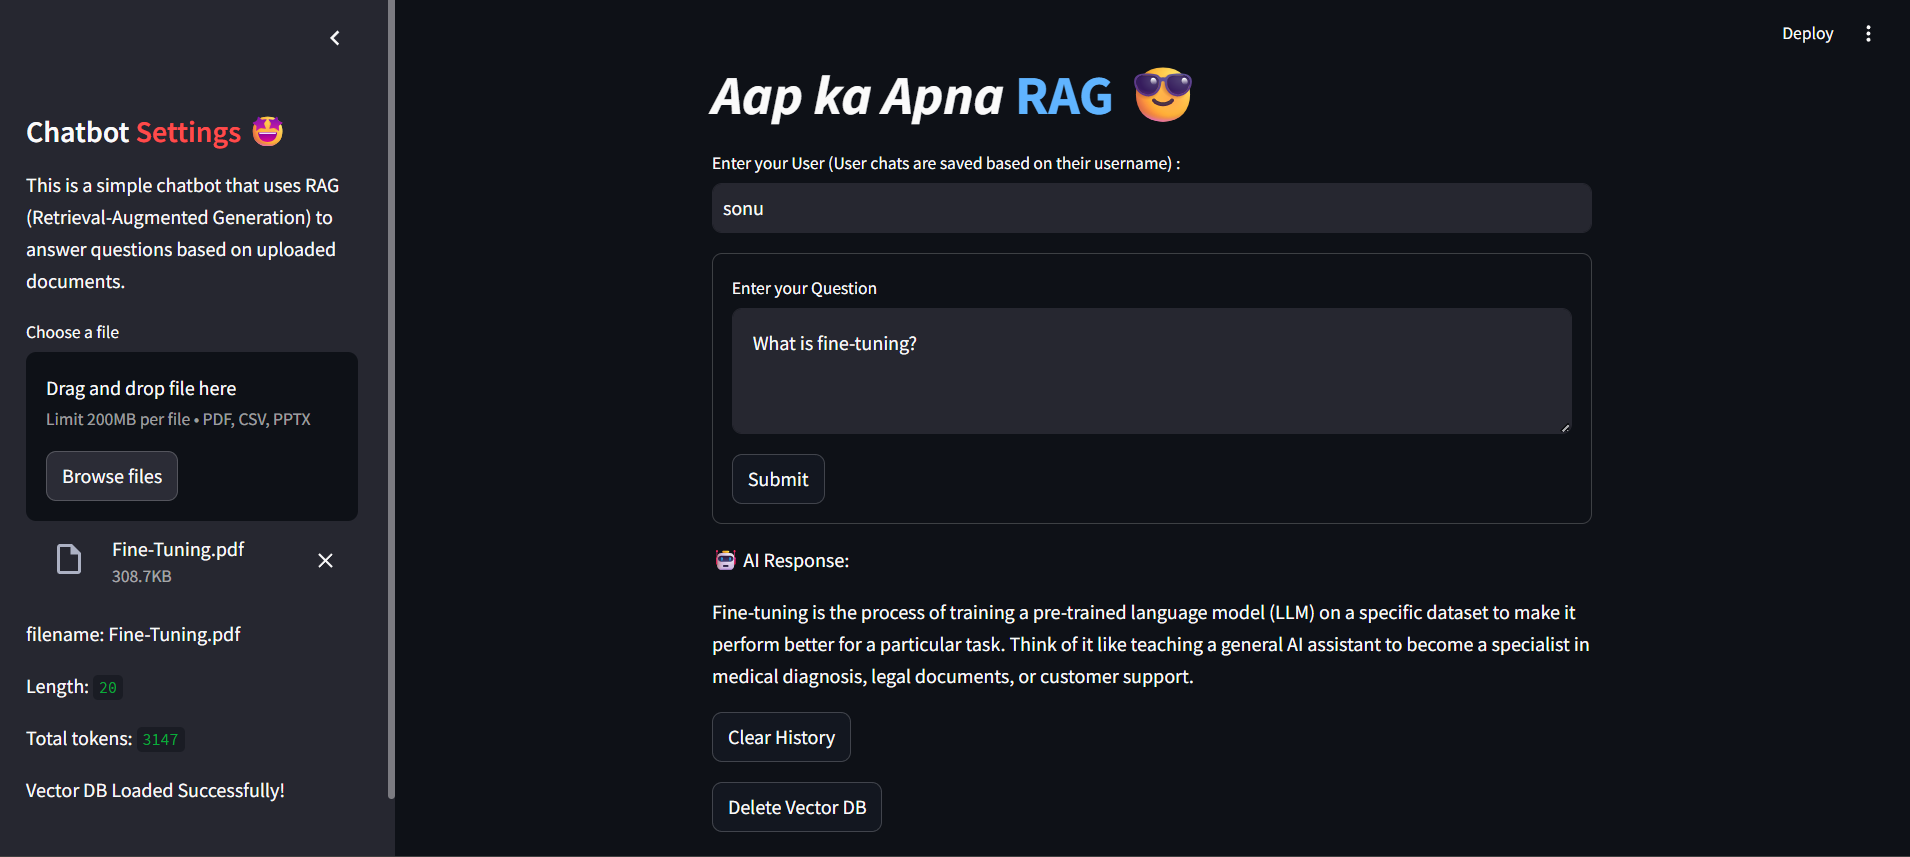 Deploy
Chatbot Settings
This is a simple chatbot that uses RAG
(Retrieval-Augmented Generation) to
answer questions based on uploaded
documents.
Choose a file
Drag and drop file here
Limit 200MB per file • PDF, CSV, PPTX
Browse files
Fine-Tuning.pdf
308.7KB
filename: Fine-Tuning.pdf
Length: 20
Total tokens: 3147
Vector DB Loaded Successfully!
Aap ka Apna RAG
Enter your User (User chats are saved based on their username) :
sonu
Enter your Question
What is fine-tuning?
Submit
AI Response:
Fine-tuning is the process of training a pre-trained language model (LLM) on a specific dataset to make it
perform better for a particular task. Think of it like teaching a general AI assistant to become a specialist in
medical diagnosis, legal documents, or customer support.
Clear History
Delete Vector DB